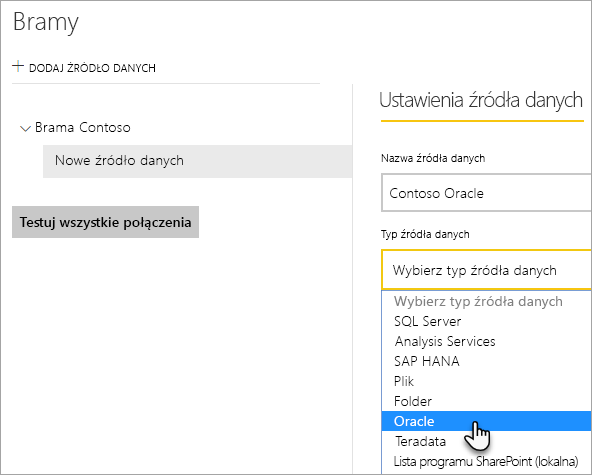 Bramy
+ DODAJ ŹRÓDŁO DANYCH
Brama Contoso
Nowe źródło danych
Testuj wszystkie połączenia
Ustawienia źródła danych
Nazwa źródła danych
Contoso Oracle
Typ źródła danych
Wybierz typ źródła danych
Wybierz typ źródła danych
SQL Server
Analysis Services
SAP HANA
Plik
Folder
Oracle
Teradata
Lista programu SharePoint (lokalna)